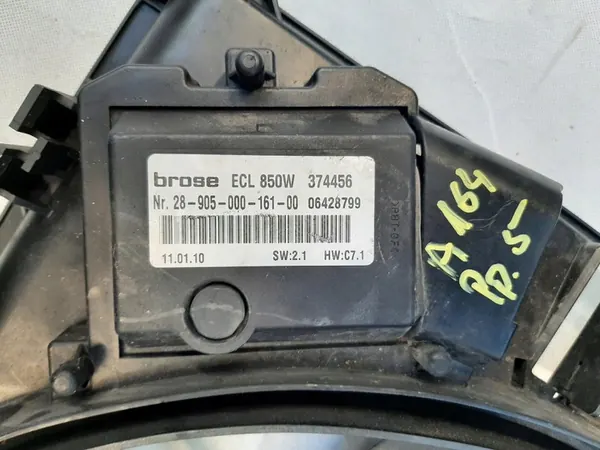 brose ECL 850W 374456
Nr. 28-905-000-161-00 06428799
11.01.10 SW:2.1 HW:C7.1
A 164
PD. 5